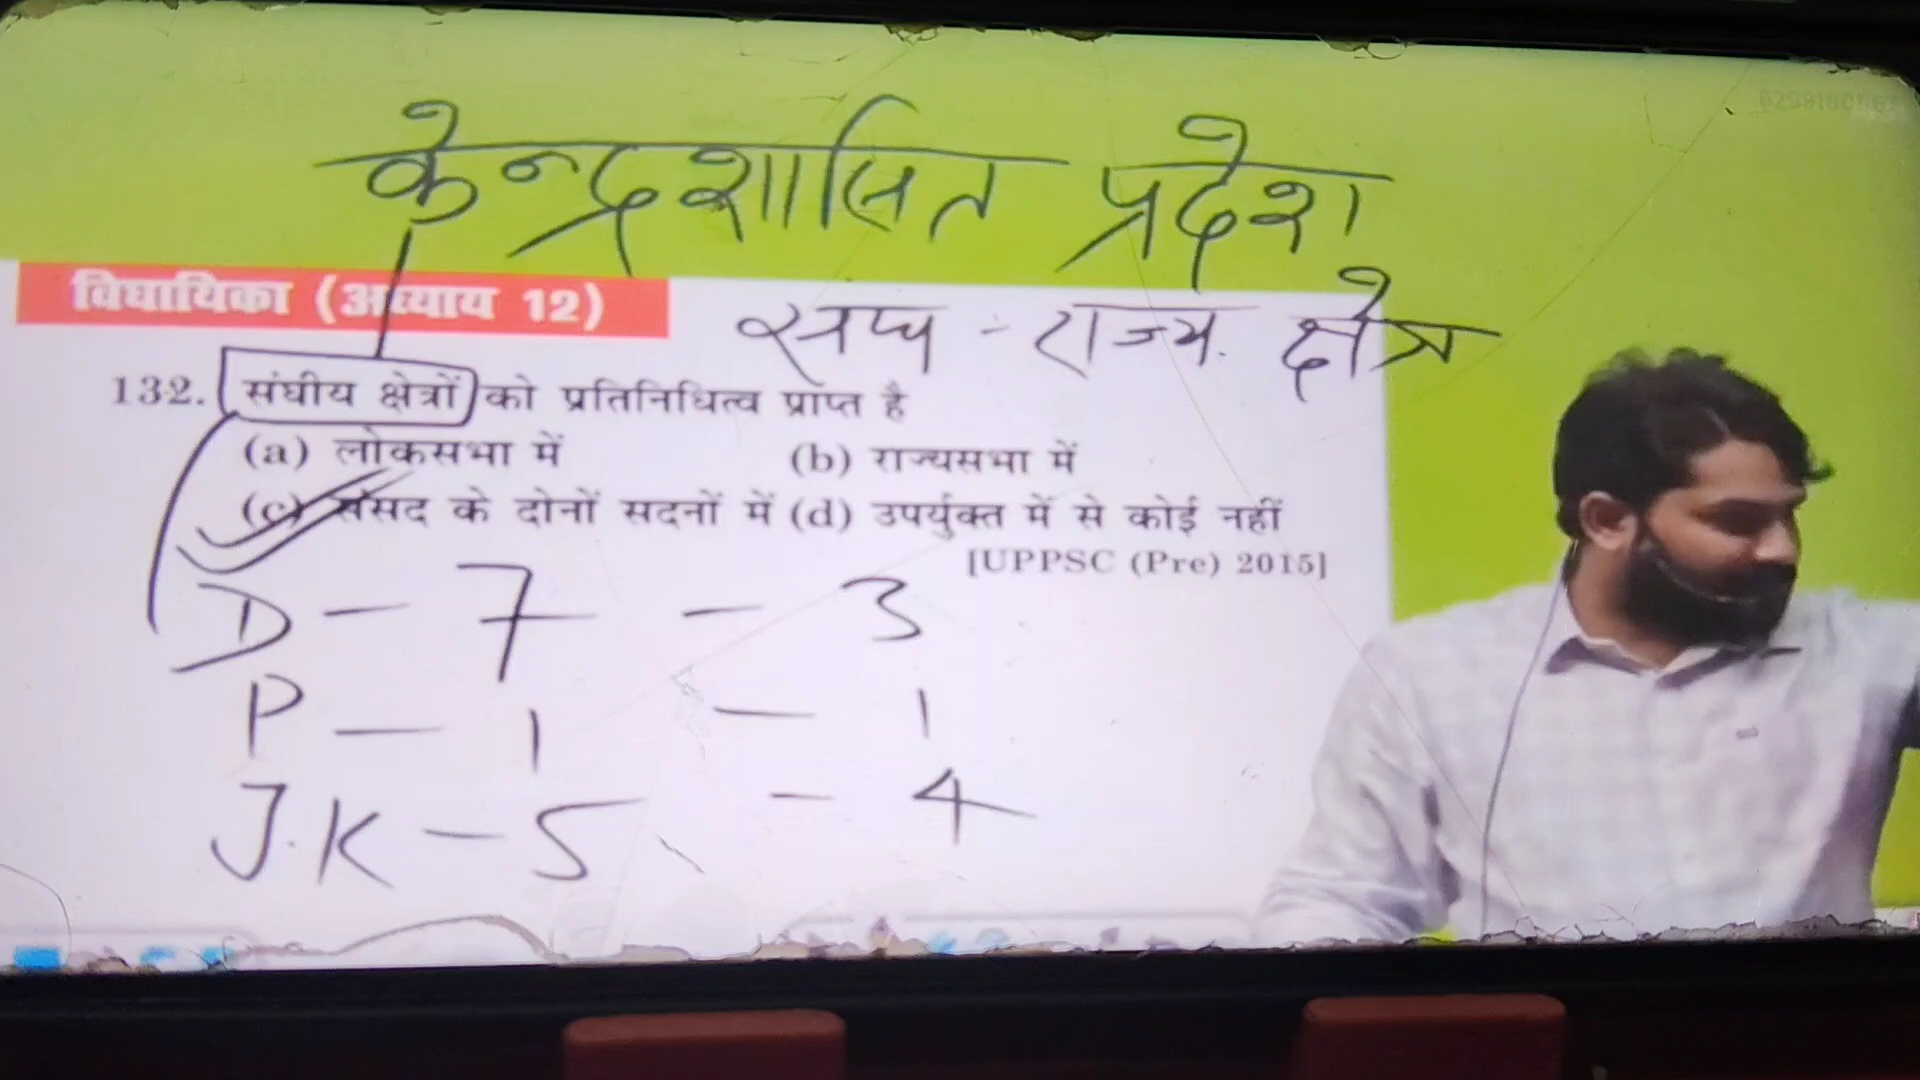 केन्द्रशासित प्रदेश
विधायिका (अध्याय 12)
सघ - राज्य. क्षेत्र
132. संघीय क्षेत्रों को प्रतिनिधित्व प्राप्त है
(a) लोकसभा में (b) राज्यसभा में
(c) संसद के दोनों सदनों में (d) उपर्युक्त में से कोई नहीं
[UPPSC (Pre) 2015]
D - 7 - 3
P - 1 - 1
J.K - 5 - 4